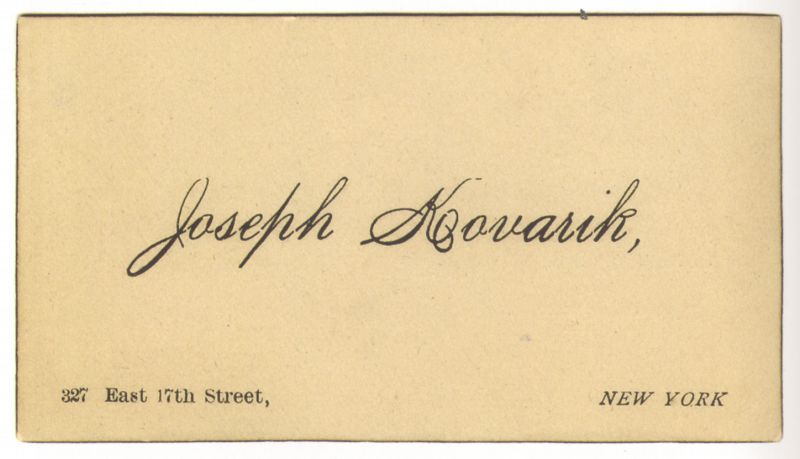 Joseph Kovarik,
327 East 17th Street,
NEW YORK